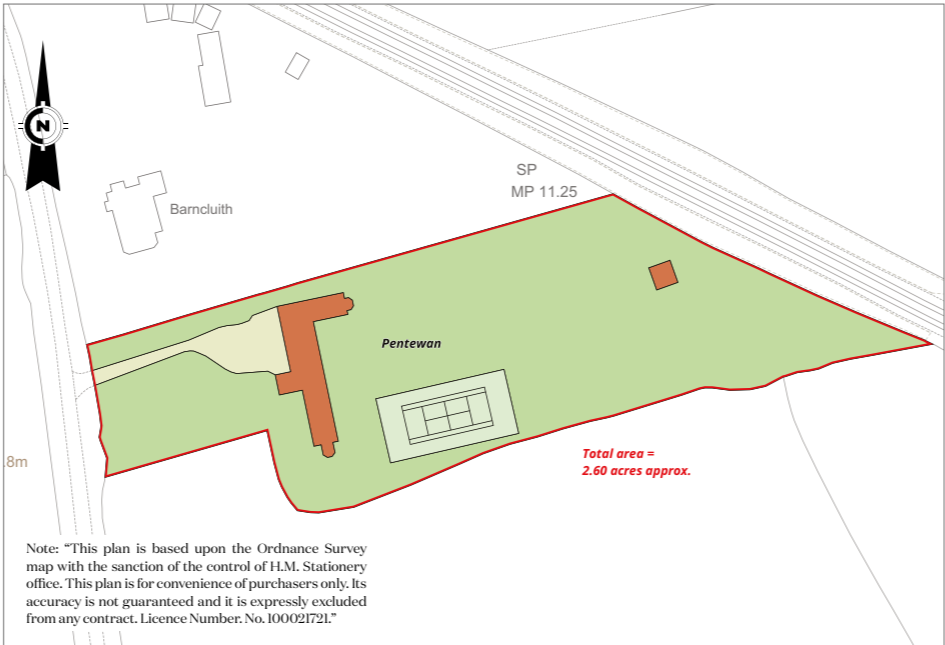 N
SP
MP 11.25
Barncluith
Pentewan
.8m
Total area =
2.60 acres approx.
Note: “This plan is based upon the Ordnance Survey
map with the sanction of the control of H.M. Stationery
office. This plan is for convenience of purchasers only. Its
accuracy is not guaranteed and it is expressly excluded
from any contract. Licence Number. No. 100021721.”